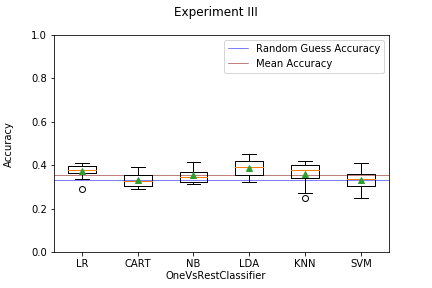 Experiment III
Random Guess Accuracy
Mean Accuracy
Accuracy
1.0
0.8
0.6
0.4
0.2
0.0
LR CART NB LDA KNN SVM
OneVsRestClassifier